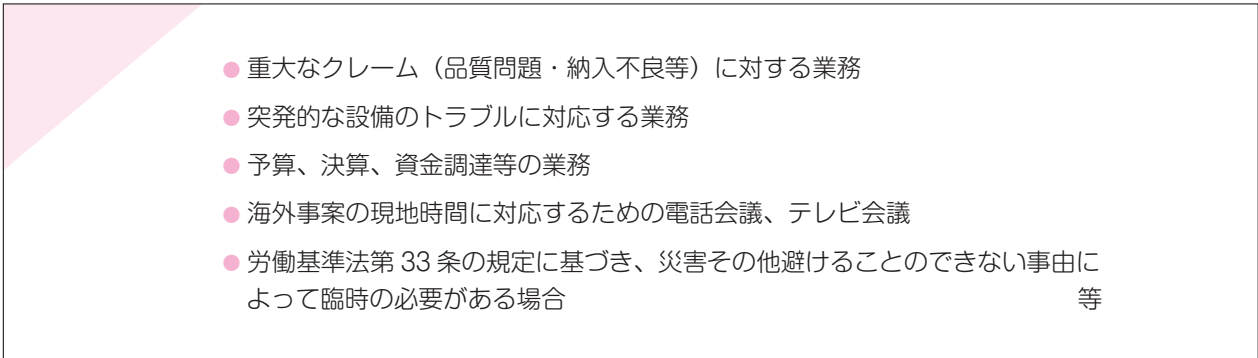 ● 重大なクレーム（品質問題・納入不良等）に対する業務
● 突発的な設備のトラブルに対応する業務
● 予算、決算、資金調達等の業務
● 海外事案の現地時間に対応するための電話会議、テレビ会議
● 労働基準法第 33 条の規定に基づき、災害その他避けることのできない事由に
よって臨時の必要がある場合 等